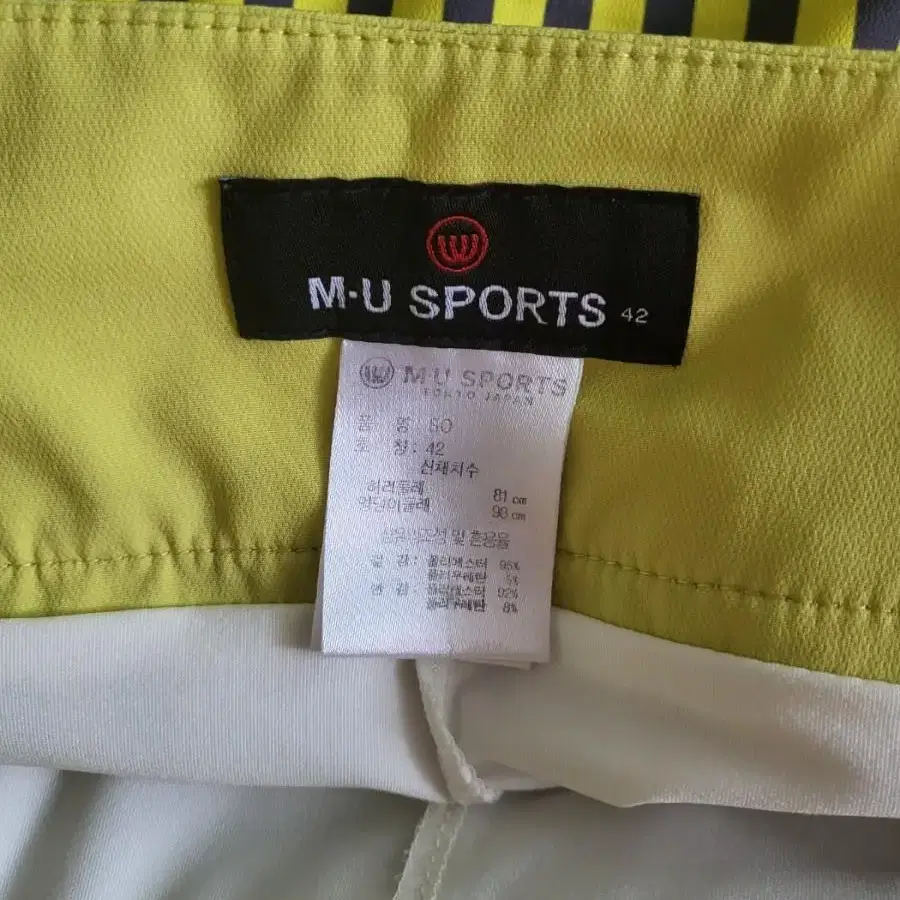 M·U SPORTS 42
M·U SPORTS
TOKYO JAPAN
품 명 : SO
호 칭 : 42
신체치수
허리둘레 81 cm
엉덩이둘레 98 cm
섬유의조성 및 혼용율
겉 감 : 폴리에스터 95%
폴리우레탄 5%
안 감 : 폴리에스터 92%
폴리우레탄 8%